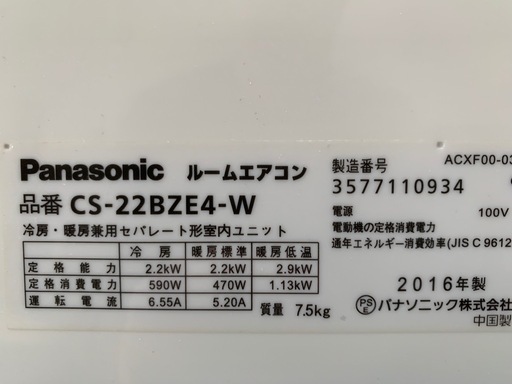 Panasonic ルームエアコン
品番 CS-22BZE4-W
冷房・暖房兼用セパレート形室内ユニット
冷房 暖房標準 暖房低温
定格能力 2.2kW 2.2kW 2.9kW
定格消費電力 590W 470W 1.13kW
運転電流 6.55A 5.20A
質量 7.5kg
ACXF00-03
製造番号
3577110934
電源 100V
電動機の定格消費電力
通年エネルギー消費効率(JIS C 9612
2016年製
PSE パナソニック株式会
中国製